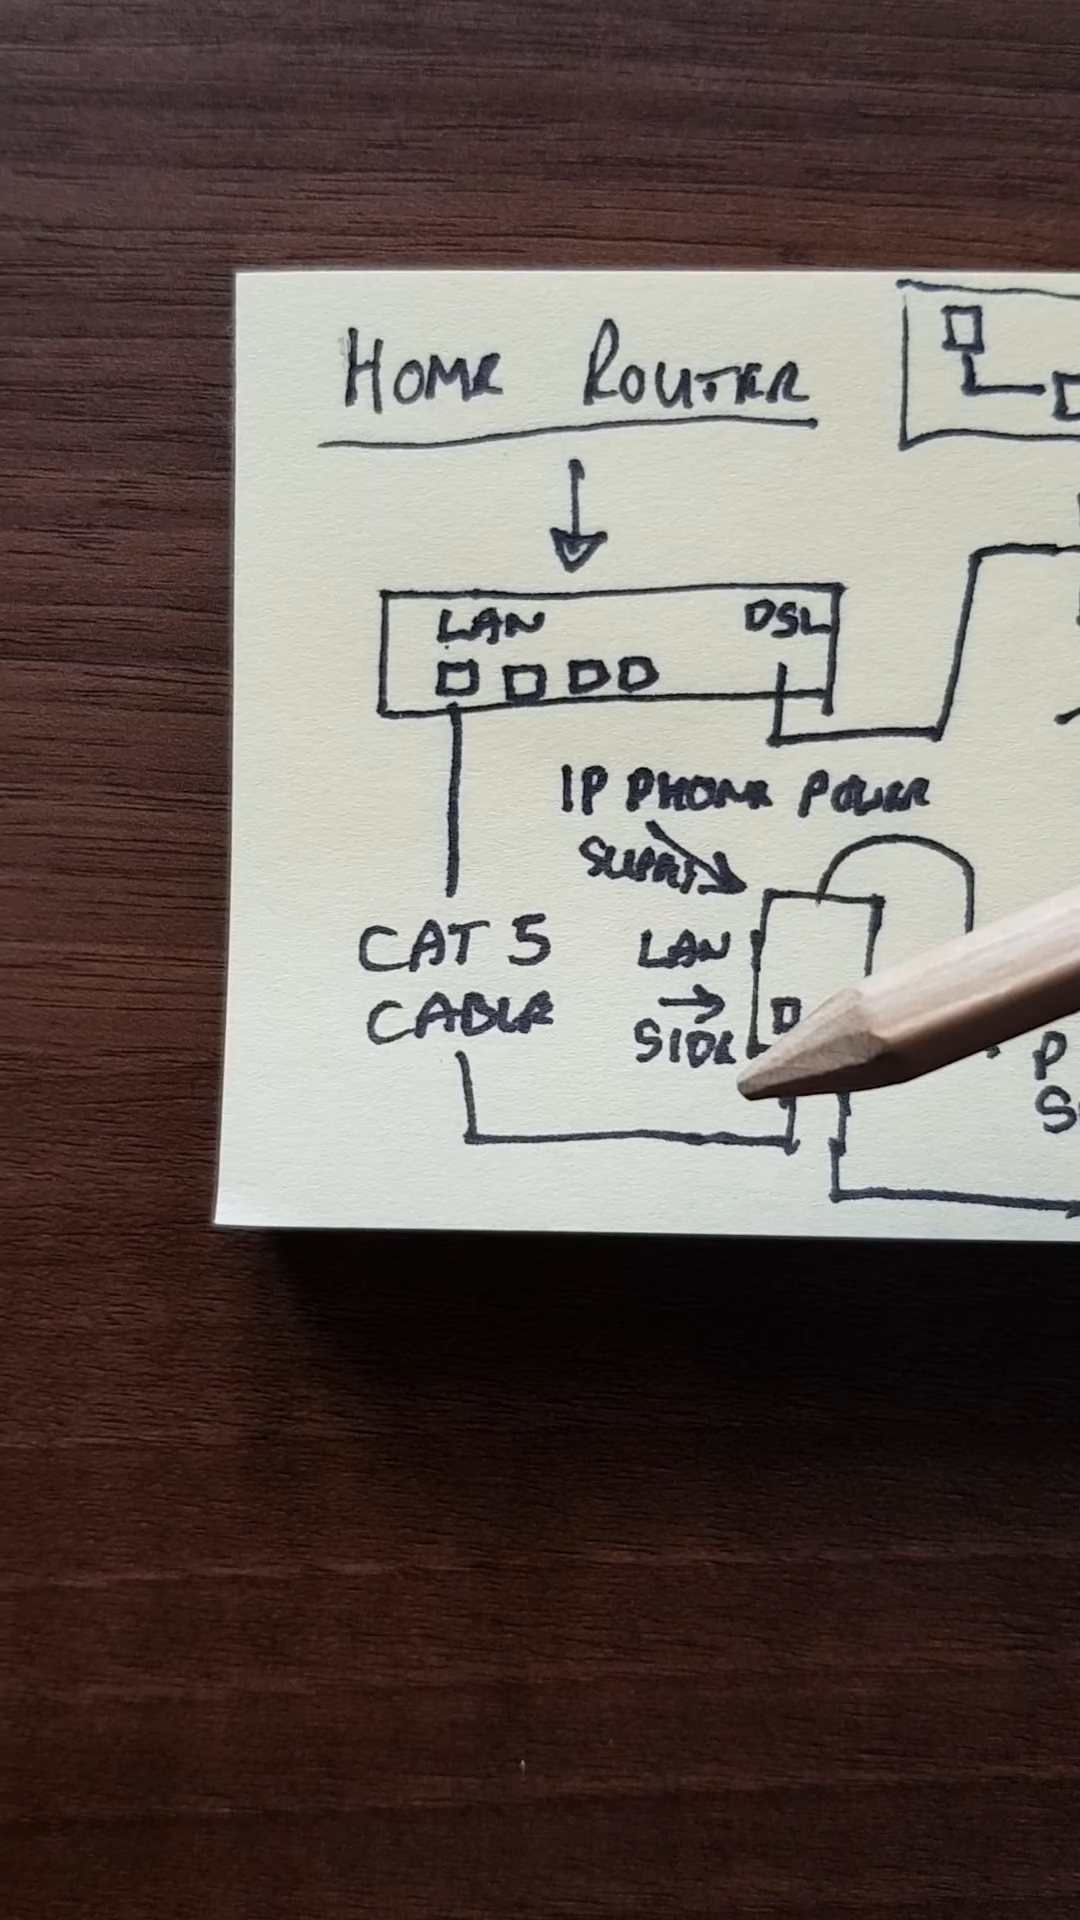 HOME ROUTER
LAN DSL
IP PHONE POWER
SUPPLY
LAN
SIDE
CAT 5
CABLE
P
S